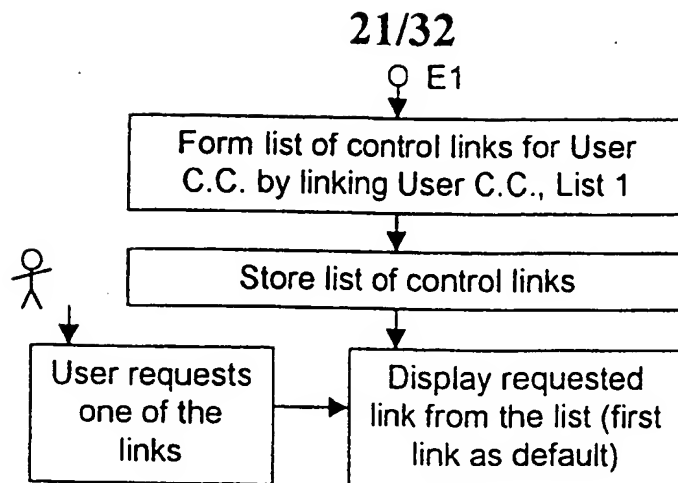 21/32
E1
Form list of control links for User
C.C. by linking User C.C., List 1
Store list of control links
User requests
one of the
links
Display requested
link from the list (first
link as default)